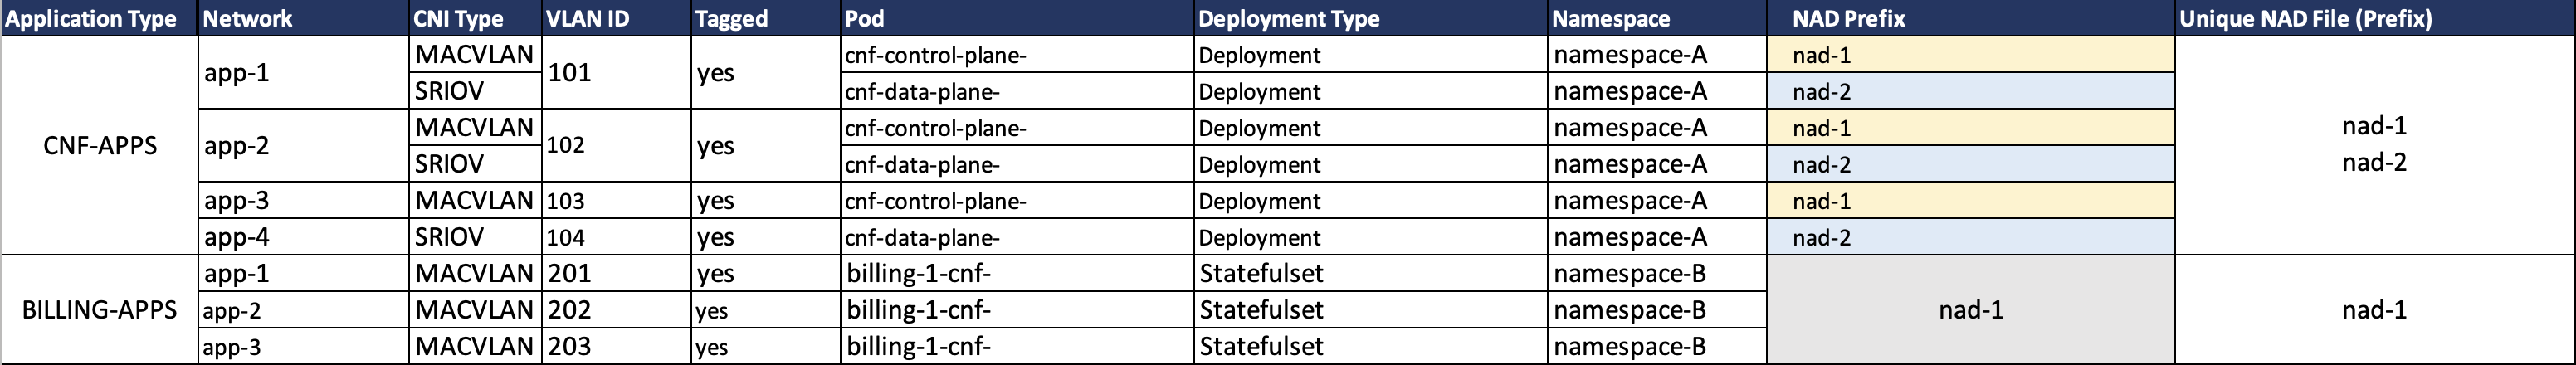 Application Type Network CNI Type VLAN ID Tagged Pod Deployment Type Namespace NAD Prefix Unique NAD File (Prefix)
CNF-APPS app-1 MACVLAN 101 yes cnf-control-plane- Deployment namespace-A nad-1 nad-1
SRIOV cnf-data-plane- Deployment namespace-A nad-2 nad-2
app-2 MACVLAN 102 yes cnf-control-plane- Deployment namespace-A nad-1
SRIOV cnf-data-plane- Deployment namespace-A nad-2
app-3 MACVLAN 103 yes cnf-control-plane- Deployment namespace-A nad-1
app-4 SRIOV 104 yes cnf-data-plane- Deployment namespace-A nad-2
BILLING-APPS app-1 MACVLAN 201 yes billing-1-cnf- Statefulset namespace-B nad-1 nad-1
app-2 MACVLAN 202 yes billing-1-cnf- Statefulset namespace-B
app-3 MACVLAN 203 yes billing-1-cnf- Statefulset namespace-B